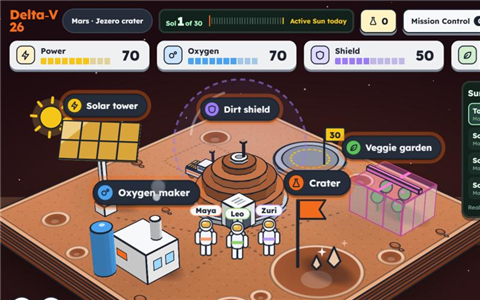 Delta-V
26
Mars · Jezero crater
Sol 1 of 30
Active Sun today
0
Mission Control
Power
70
Oxygen
70
Shield
50
Solar tower
Dirt shield
30
Veggie garden
Oxygen maker
Crater
Maya
Leo
Zuri